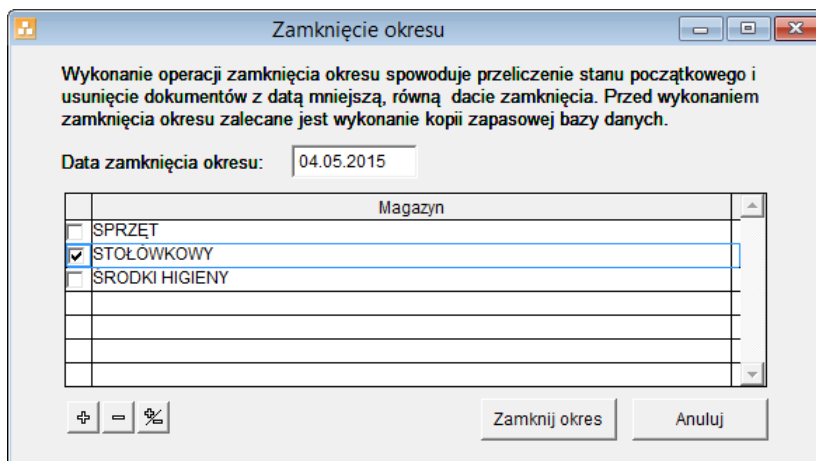 Zamknięcie okresu
Wykonanie operacji zamknięcia okresu spowoduje przeliczenie stanu początkowego i
usunięcie dokumentów z datą mniejszą, równą dacie zamknięcia. Przed wykonaniem
zamknięcia okresu zalecane jest wykonanie kopii zapasowej bazy danych.
Data zamknięcia okresu: 04.05.2015
Magazyn
SPRZĘT
STOŁÓWKOWY
ŚRODKI HIGIENY
Zamknij okres Anuluj